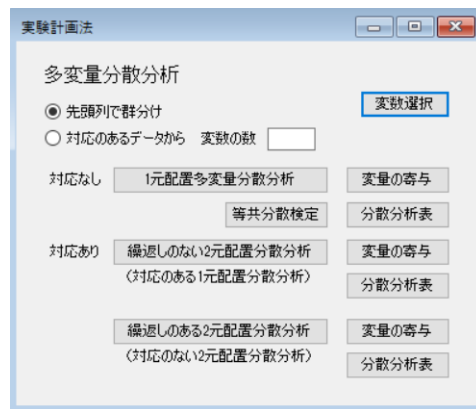 実験計画法
多変量分散分析
先頭列で群分け
変数選択
対応のあるデータから 変数の数
対応なし 1元配置多変量分散分析 変量の寄与
等共分散検定 分散分析表
対応あり 繰返しのない2元配置分散分析 変量の寄与
(対応のある1元配置分散分析) 分散分析表
繰返しのある2元配置分散分析 変量の寄与
(対応のない2元配置分散分析) 分散分析表